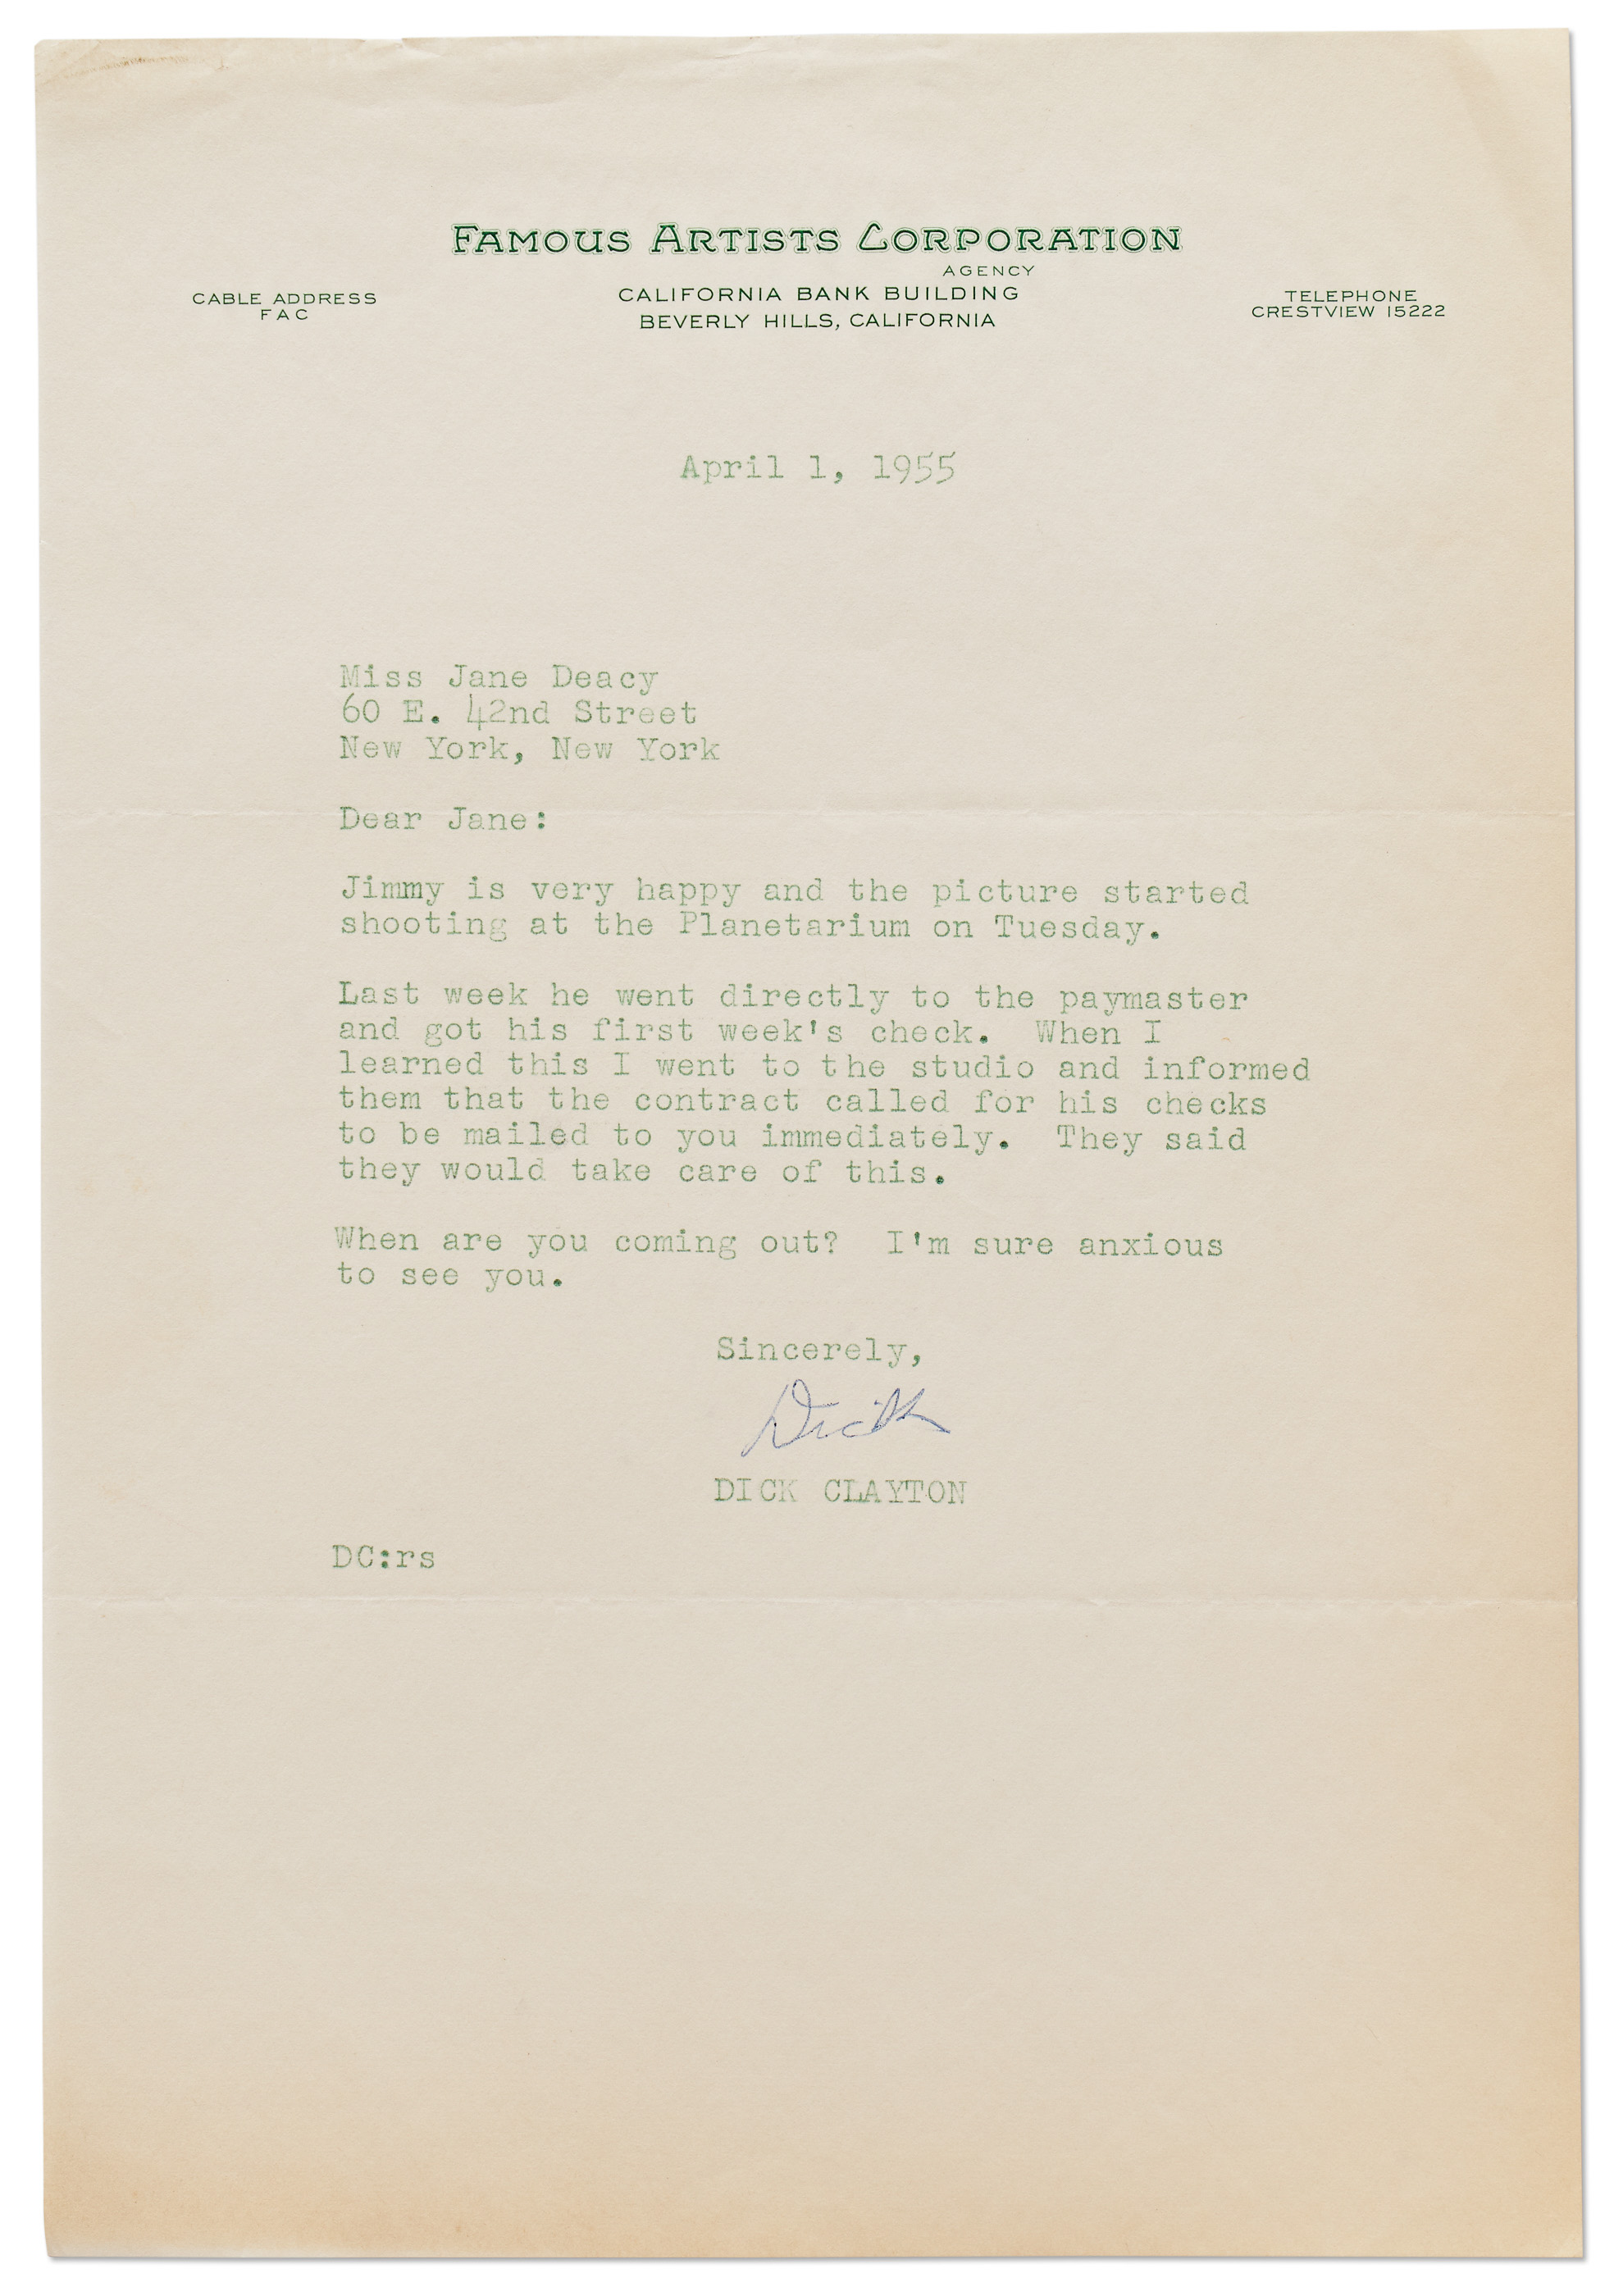 FAMOUS ARTISTS CORPORATION
AGENCY
CALIFORNIA BANK BUILDING
BEVERLY HILLS, CALIFORNIA
CABLE ADDRESS
FAC
TELEPHONE
CRESTVIEW 15222
April 1, 1955
Miss Jane Deacy
60 E. 42nd Street
New York, New York
Dear Jane:
Jimmy is very happy and the picture started
shooting at the Planetarium on Tuesday.
Last week he went directly to the paymaster
and got his first week's check. When I
learned this I went to the studio and informed
them that the contract called for his checks
to be mailed to you immediately. They said
they would take care of this.
When are you coming out? I'm sure anxious
to see you.
Sincerely,
Dick
DICK CLAYTON
DC:rs